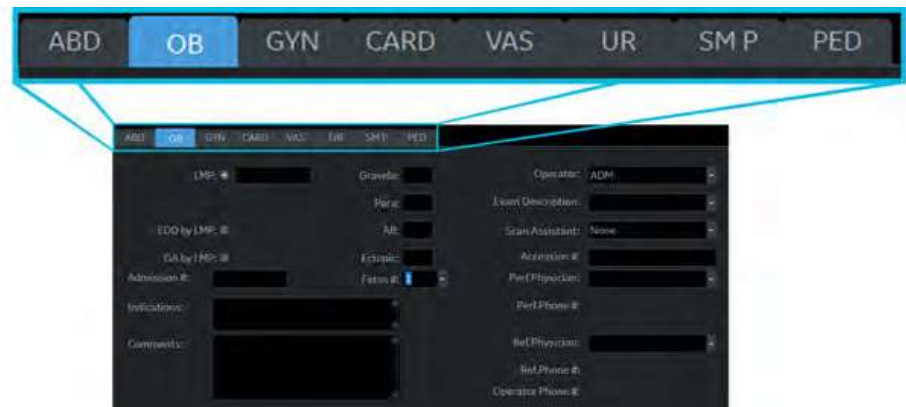 ABD OB GYN CARD VAS UR SM P PED
ABD OB GYN CARD VAS UR SM P PED
LMP: Gravida: Operator: ADM
Para: Exam Description:
EDD by LMP: AB: Scan Assistant: None
GA by LMP: Ectopic: Accession #:
Admission #: Fetus #: 1 Perf.Physician:
Indications: Perf.Phone #:
Comments: Ref.Physician:
Ref.Phone #:
Operator Phone #: